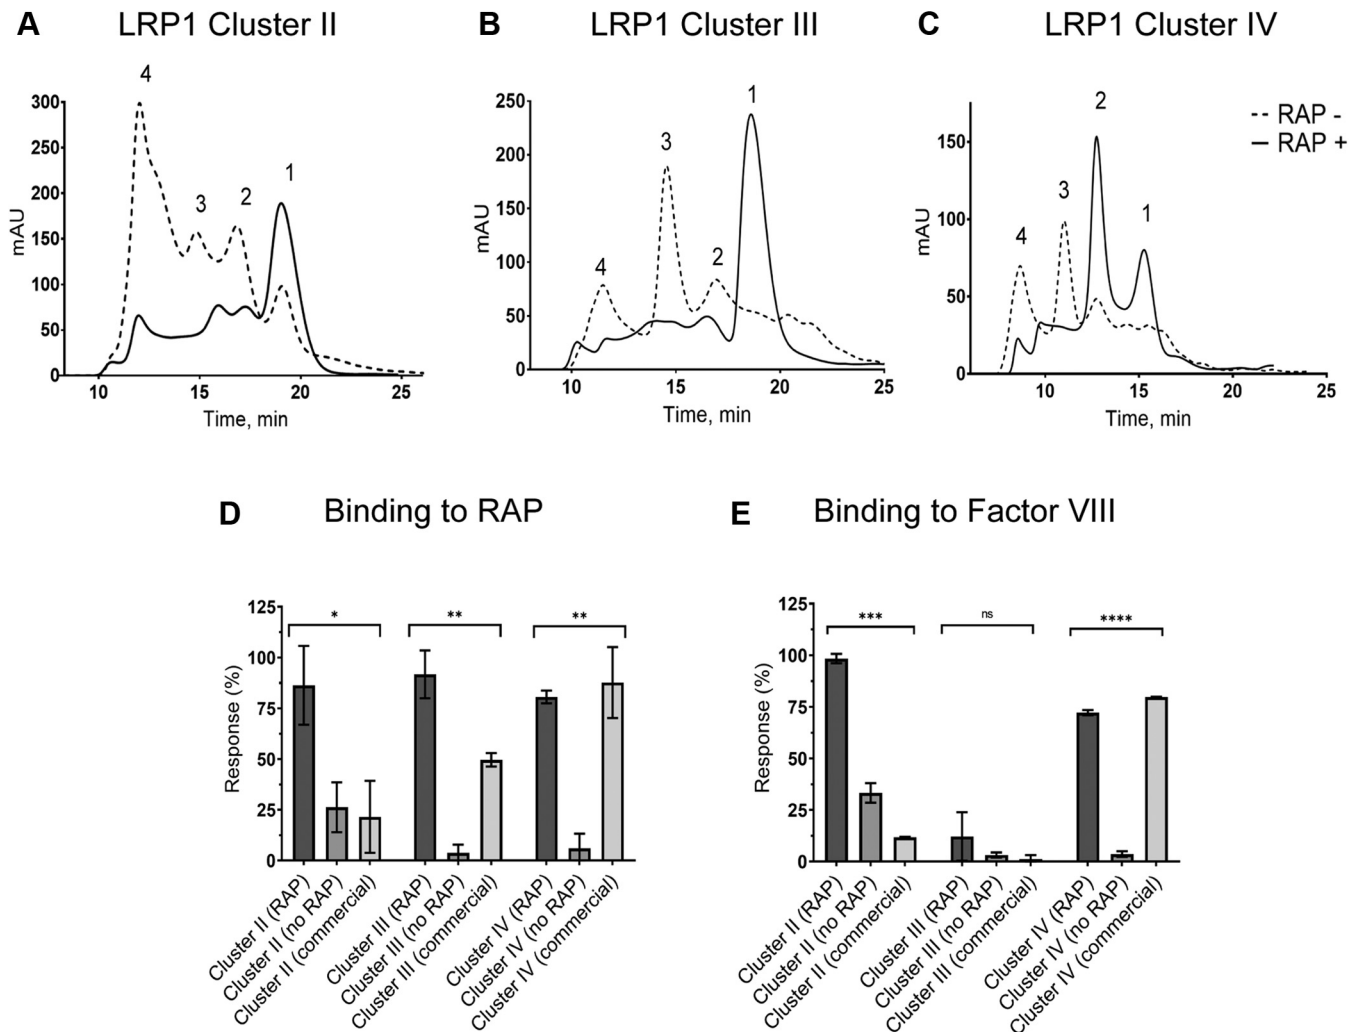 A LRP1 Cluster II
4
3
2
1
300
250
200
150
100
50
0
mAU
10 15 20 25
Time, min
B LRP1 Cluster III
1
3
2
4
250
200
150
100
50
0
mAU
10 15 20 25
Time, min
C LRP1 Cluster IV
2
3
1
4
150
100
50
0
mAU
10 15 20 25
Time, min
RAP -
RAP +
D Binding to RAP
125
100
75
50
25
0
Response (%)
* ** **
Cluster II (RAP)
Cluster II (no RAP)
Cluster II (commercial)
Cluster III (RAP)
Cluster III (no RAP)
Cluster III (commercial)
Cluster IV (RAP)
Cluster IV (no RAP)
Cluster IV (commercial)
E Binding to Factor VIII
125
100
75
50
25
0
Response (%)
*** ns ****
Cluster II (RAP)
Cluster II (no RAP)
Cluster II (commercial)
Cluster III (RAP)
Cluster III (no RAP)
Cluster III (commercial)
Cluster IV (RAP)
Cluster IV (no RAP)
Cluster IV (commercial)